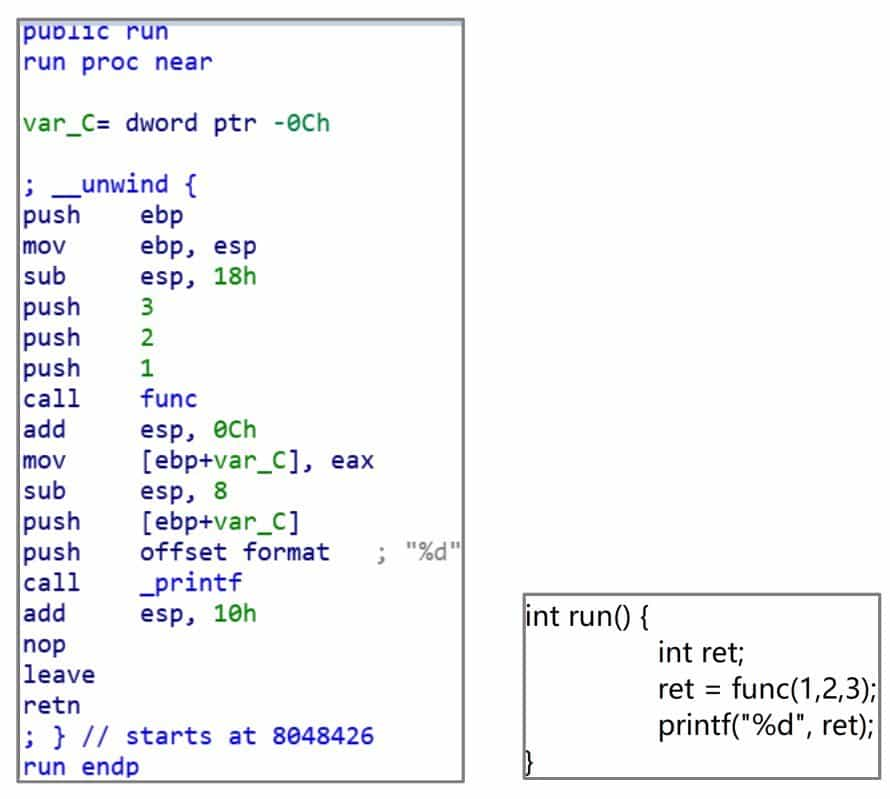 public run
run proc near
var_C= dword ptr -0Ch
; __unwind {
push ebp
mov ebp, esp
sub esp, 18h
push 3
push 2
push 1
call func
add esp, 0Ch
mov [ebp+var_C], eax
sub esp, 8
push [ebp+var_C]
push offset format ; "%d"
call _printf
add esp, 10h
nop
leave
retn
; } // starts at 8048426
run endp
int run() {
int ret;
ret = func(1,2,3);
printf("%d", ret);
}